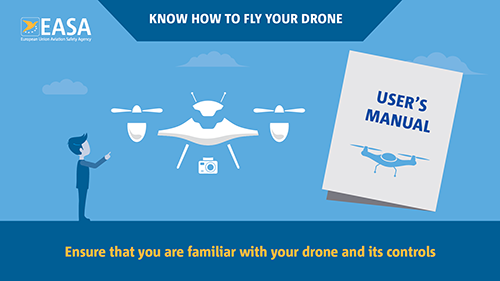 KNOW HOW TO FLY YOUR DRONE
EASA
European Union Aviation Safety Agency
USER'S
MANUAL
Ensure that you are familiar with your drone and its controls